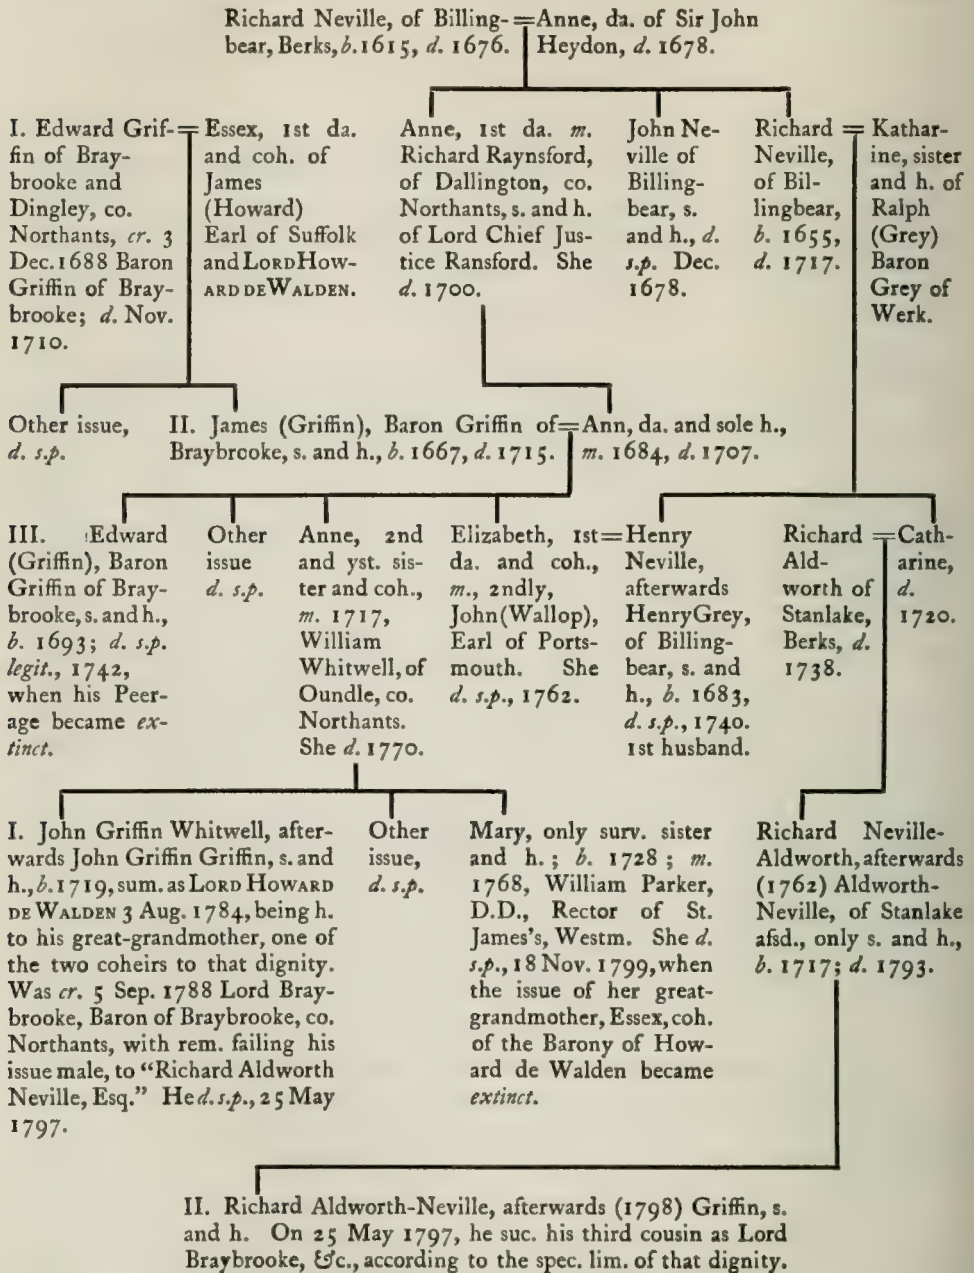 Richard Neville, of Billing-=Anne, da. of Sir John
bear, Berks, b. 1615, d. 1676. Heydon, d. 1678.
I. Edward Grif-
fin of Bray-
brooke and
Dingley, co.
Northants, cr. 3
Dec. 1688 Baron
Griffin of Bray-
brooke; d. Nov.
1710.
= Essex, 1st da.
and coh. of
James
(Howard)
Earl of Suffolk
and LORD HOW-
ARD DE WALDEN.
Anne, 1st da. m.
Richard Raynsford,
of Dallington, co.
Northants, s. and h.
of Lord Chief Jus-
tice Ransford. She
d. 1700.
John Ne-
ville of
Billing-
bear, s.
and h., d.
s.p. Dec.
1678.
Richard =
Neville,
of Bil-
lingbear,
b. 1655,
d. 1717.
Kathar-
ine, sister
and h. of
Ralph
(Grey)
Baron
Grey of
Werk.
Other issue,
d. s.p.
II. James (Griffin), Baron Griffin of=
Braybrooke, s. and h., b. 1667, d. 1715.
Ann, da. and sole h.,
m. 1684, d. 1707.
III. Edward
(Griffin), Baron
Griffin of Bray-
brooke, s. and h.,
b. 1693; d. s.p.
legit., 1742,
when his Peer-
age became ex-
tinct.
Other
issue
d. s.p.
Anne, 2nd
and yst. sis-
ter and coh.,
m. 1717,
William
Whitwell, of
Oundle, co.
Northants.
She d. 1770.
Elizabeth, 1st=
da. and coh.,
m., 2ndly,
John (Wallop),
Earl of Ports-
mouth. She
d. s.p., 1762.
Henry
Neville,
afterwards
Henry Grey,
of Billing-
bear, s. and
h., b. 1683,
d. s.p., 1740.
1st husband.
Richard =
Ald-
worth of
Stanlake,
Berks, d.
1738.
Cath-
arine,
d.
1720.
I. John Griffin Whitwell, after-
wards John Griffin Griffin, s. and
h., b. 1719, sum. as LORD HOWARD
DE WALDEN 3 Aug. 1784, being h.
to his great-grandmother, one of
the two coheirs to that dignity.
Was cr. 5 Sep. 1788 Lord Bray-
brooke, Baron of Braybrooke, co.
Northants, with rem. failing his
issue male, to "Richard Aldworth
Neville, Esq." He d. s.p., 25 May
1797.
Other
issue,
d. s.p.
Mary, only surv. sister
and h.; b. 1728; m.
1768, William Parker,
D.D., Rector of St.
James's, Westm. She d.
s.p., 18 Nov. 1799, when
the issue of her great-
grandmother, Essex, coh.
of the Barony of How-
ard de Walden became
extinct.
Richard Neville-
Aldworth, afterwards
(1762) Aldworth-
Neville, of Stanlake
afsd., only s. and h.,
b. 1717; d. 1793.
II. Richard Aldworth-Neville, afterwards (1798) Griffin, s.
and h. On 25 May 1797, he suc. his third cousin as Lord
Braybrooke, &c., according to the spec. lim. of that dignity.